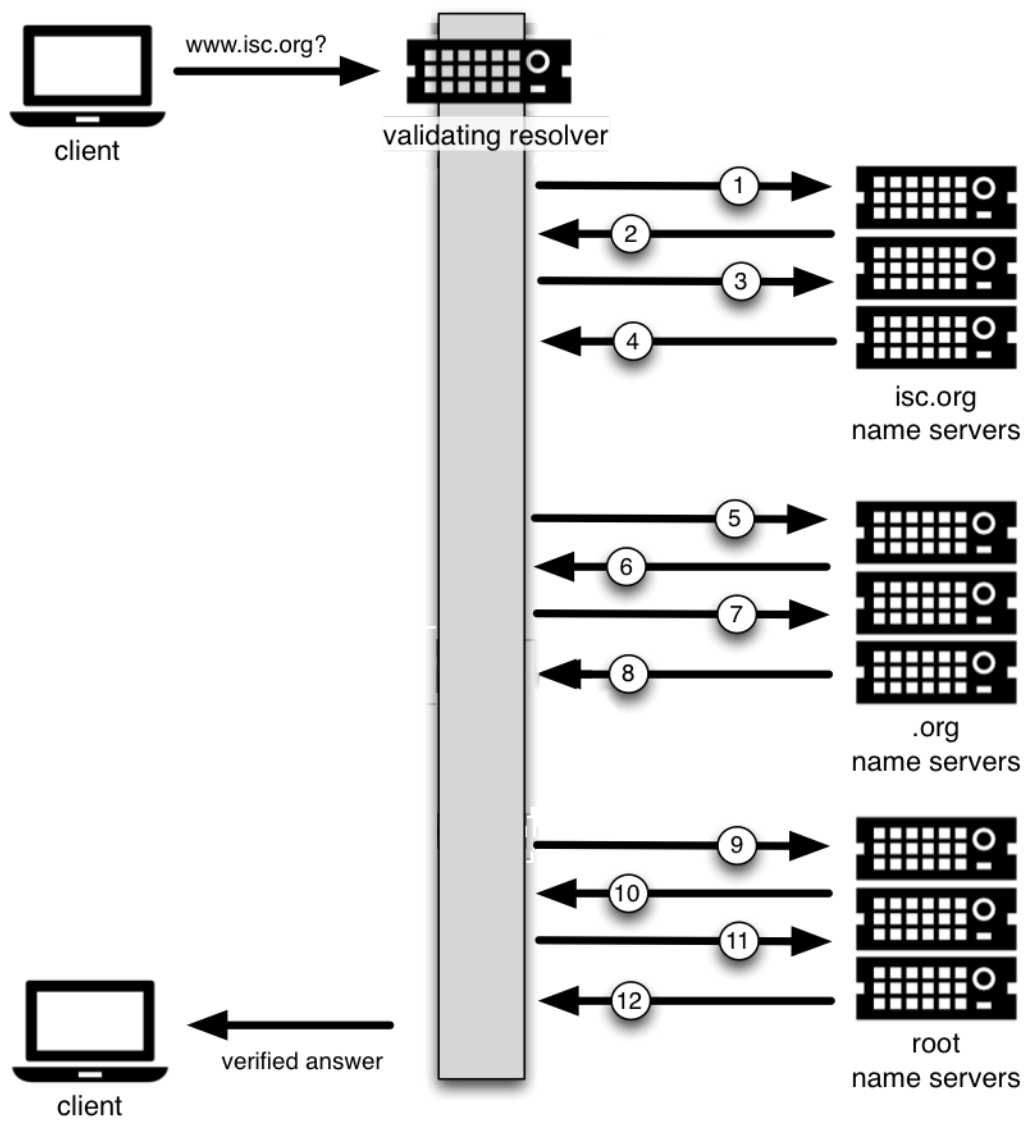 www.isc.org?
client
validating resolver
1
2
3
4
isc.org
name servers
5
6
7
8
.org
name servers
9
10
11
12
root
name servers
verified answer
client